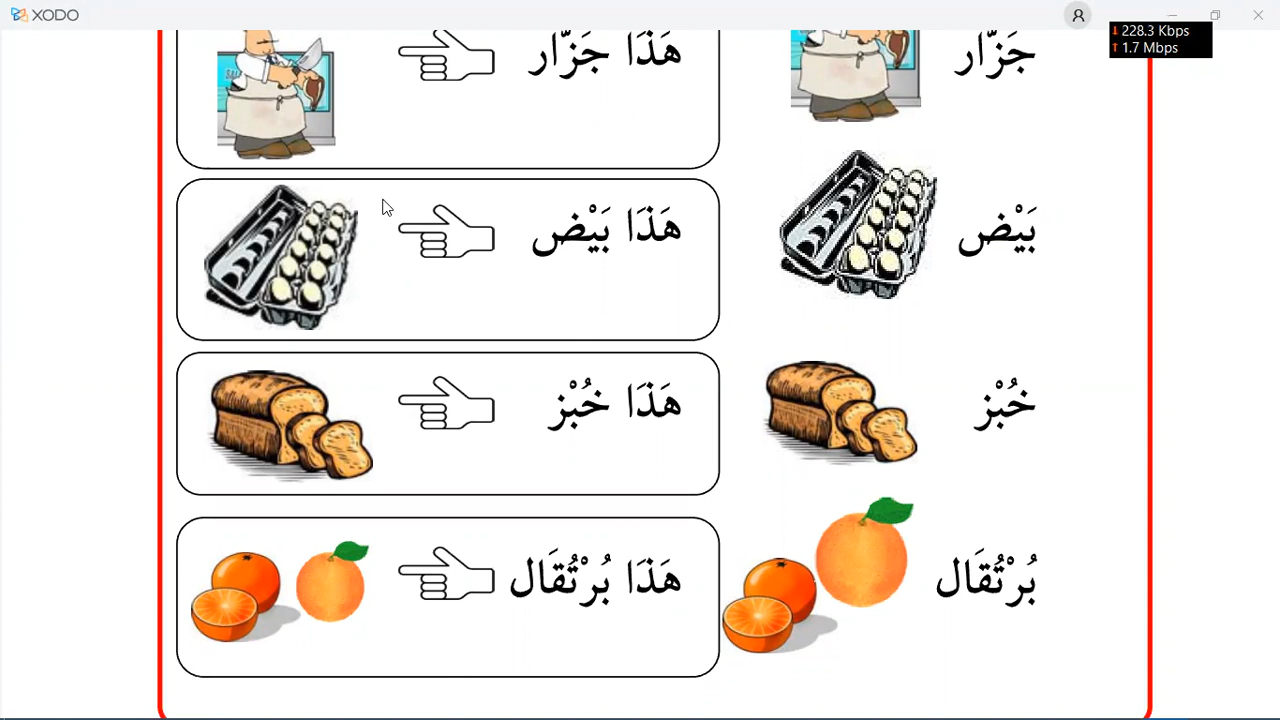 XODO
228.3 Kbps
1.7 Mbps
جَزَّار
هَذَا جَزَّار
بَيْض
هَذَا بَيْض
خُبْز
هَذَا خُبْز
بُرْتُقَال
هَذَا بُرْتُقَال